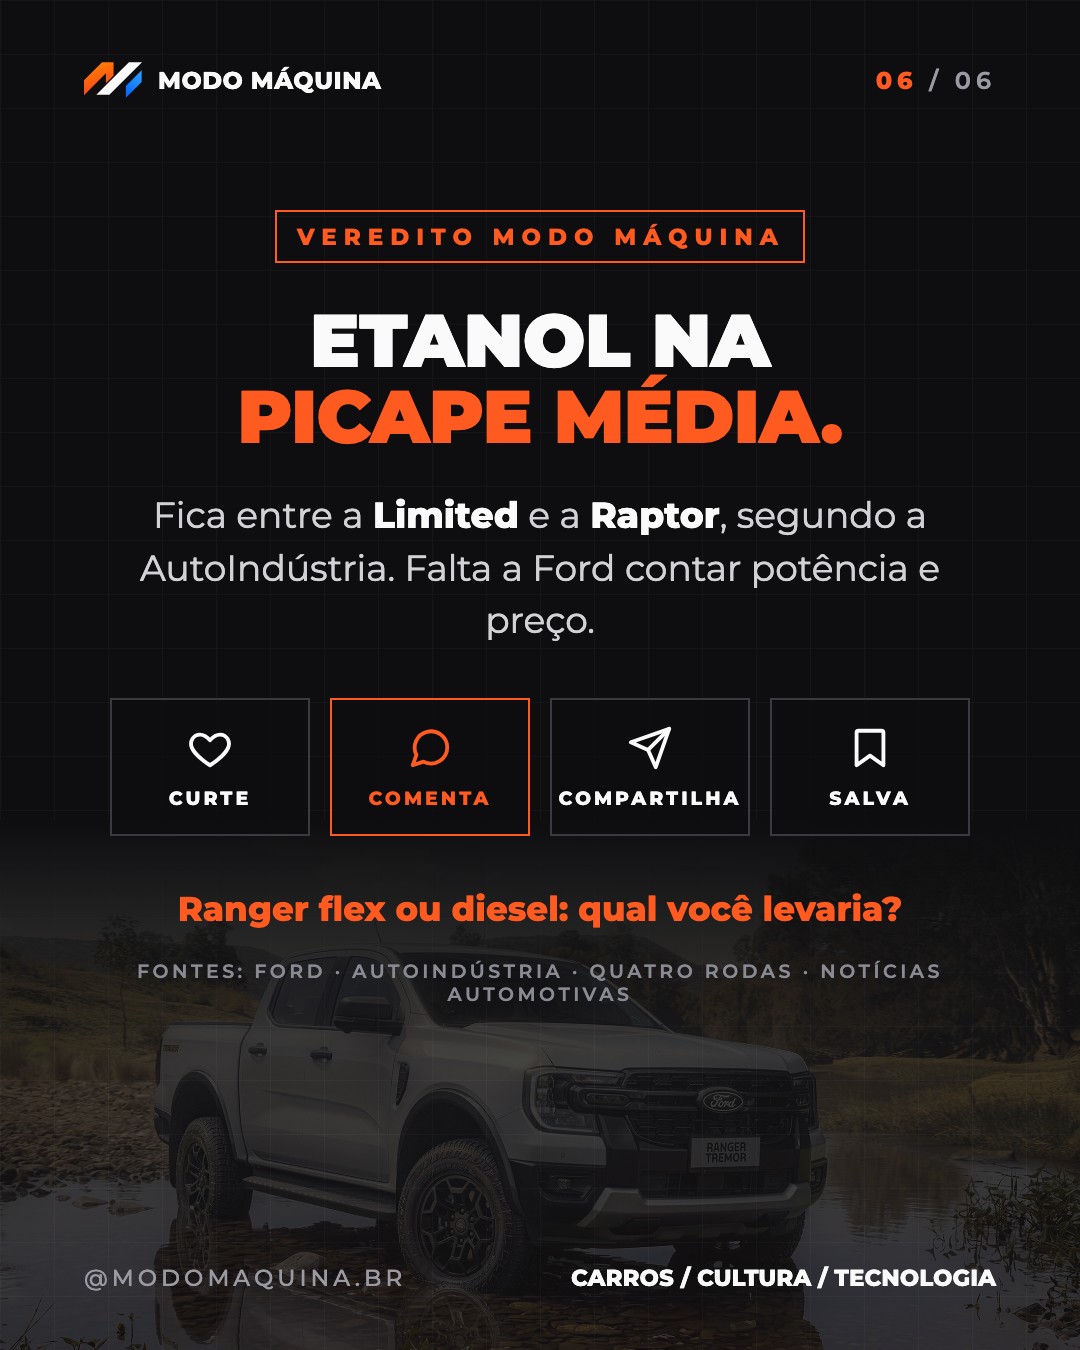 MODO MÁQUINA
06 / 06
VEREDITO MODO MÁQUINA
ETANOL NA
PICAPE MÉDIA.
Fica entre a Limited e a Raptor, segundo a
AutoIndústria. Falta a Ford contar potência e
preço.
CURTE
COMENTA
COMPARTILHA
SALVA
Ranger flex ou diesel: qual você levaria?
FONTES: FORD · AUTOINDÚSTRIA · QUATRO RODAS · NOTÍCIAS
AUTOMOTIVAS
Ford
RANGER
TREMOR
@MODOMAQUINA.BR
CARROS / CULTURA / TECNOLOGIA